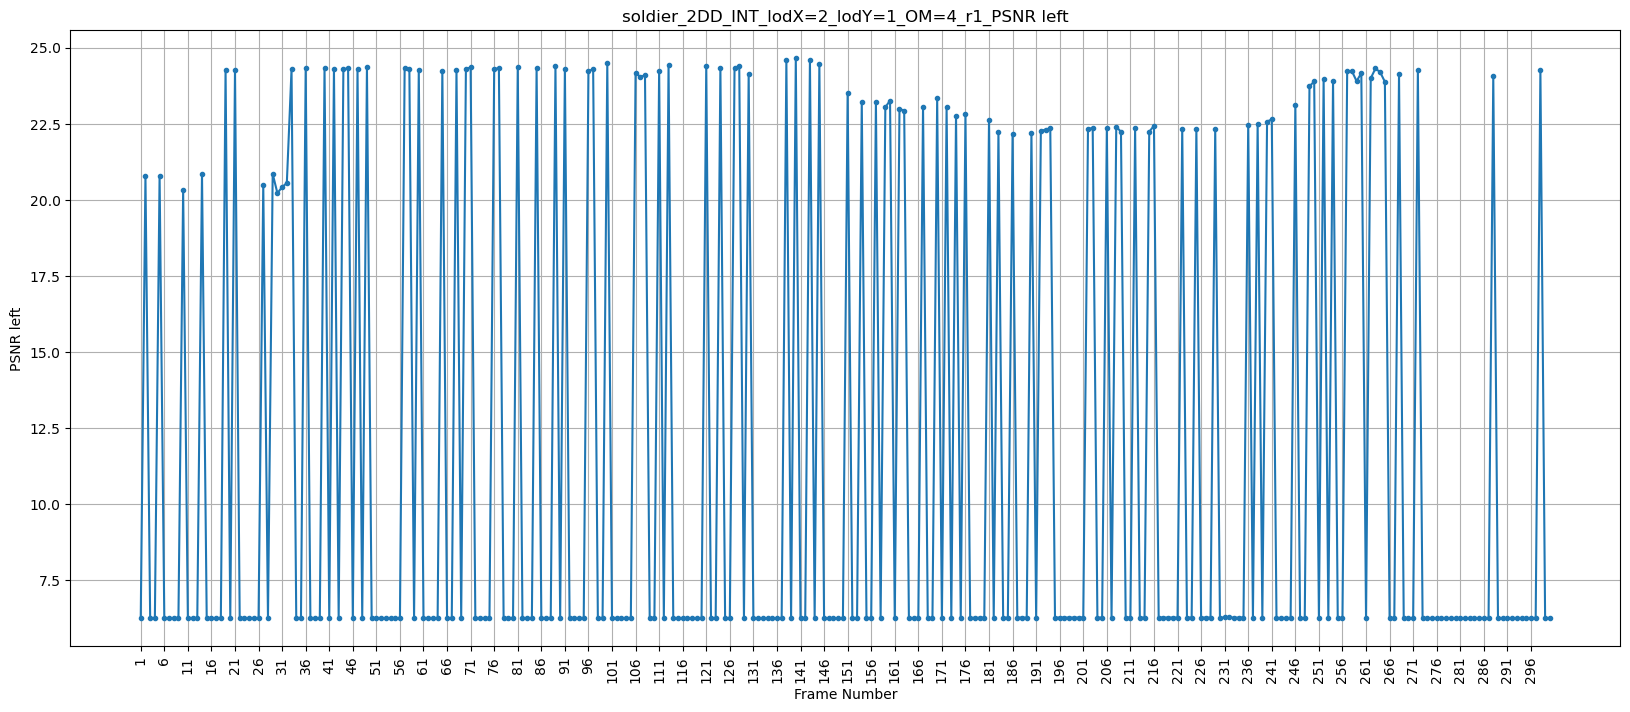 soldier_2DD_INT_lodX=2_lodY=1_OM=4_r1_PSNR left
25.0
22.5
20.0
17.5
15.0
12.5
10.0
7.5
PSNR left
1 6 11 16 21 26 31 36 41 46 51 56 61 66 71 76 81 86 91 96 101 106 111 116 121 126 131 136 141 146 151 156 161 166 171 176 181 186 191 196 201 206 211 216 221 226 231 236 241 246 251 256 261 266 271 276 281 286 291 296
Frame Number